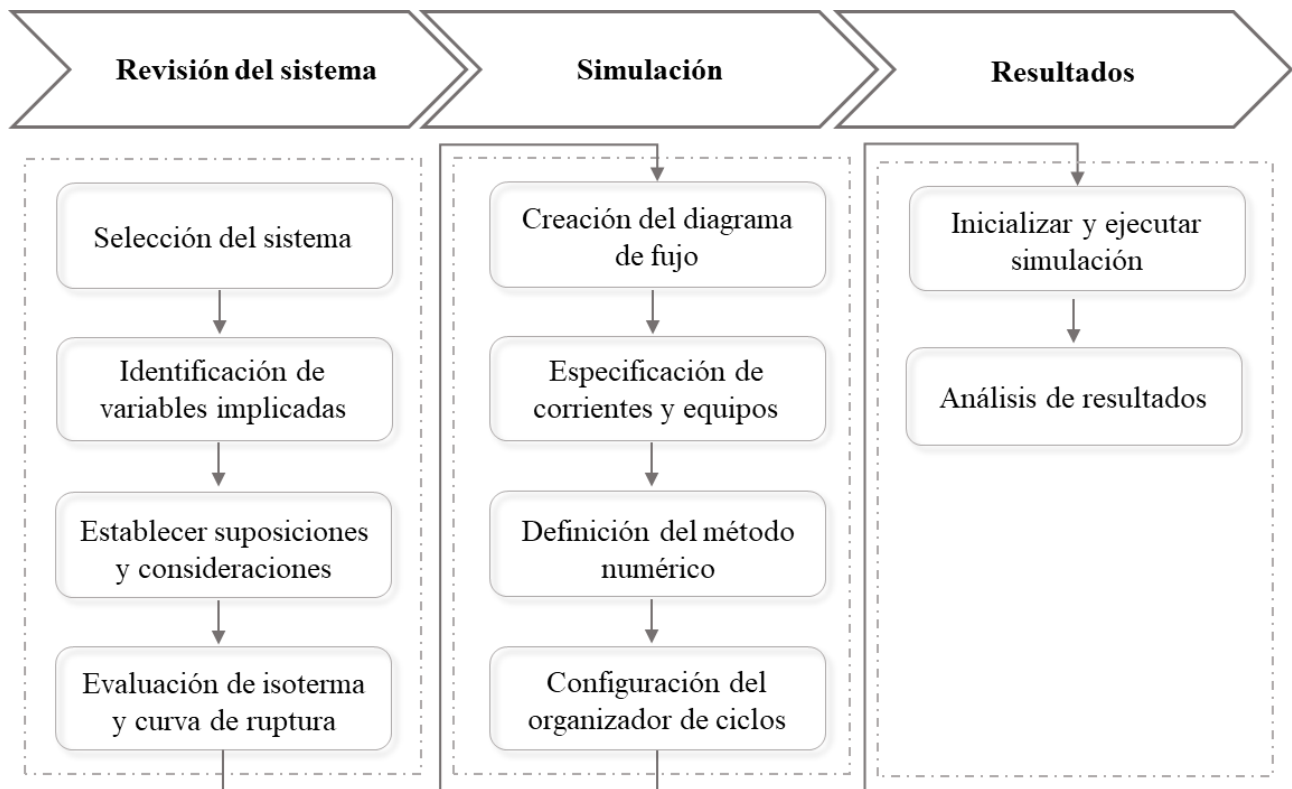 Revisión del sistema
Simulación
Resultados
Selección del sistema
Identificación de
variables implicadas
Establecer suposiciones
y consideraciones
Evaluación de isoterma
y curva de ruptura
Creación del diagrama
de fujo
Especificación de
corrientes y equipos
Definición del método
numérico
Configuración del
organizador de ciclos
Inicializar y ejecutar
simulación
Análisis de resultados